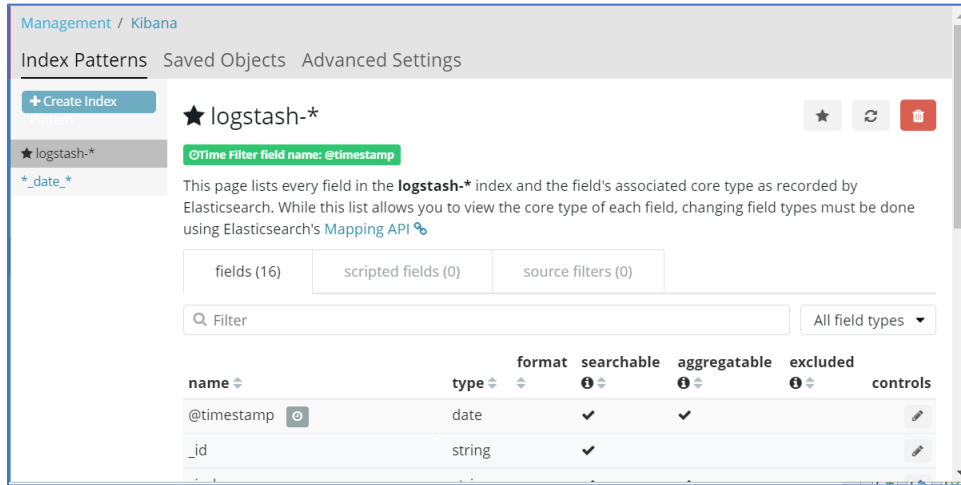 Management / Kibana
Index Patterns Saved Objects Advanced Settings
+ Create Index
★ logstash-*
*_date_*
★ logstash-*
Time Filter field name: @timestamp
This page lists every field in the logstash-* index and the field's associated core type as recorded by
Elasticsearch. While this list allows you to view the core type of each field, changing field types must be done
using Elasticsearch's Mapping API
fields (16) scripted fields (0) source filters (0)
Filter All field types
name type format searchable aggregatable excluded controls
@timestamp date
_id string